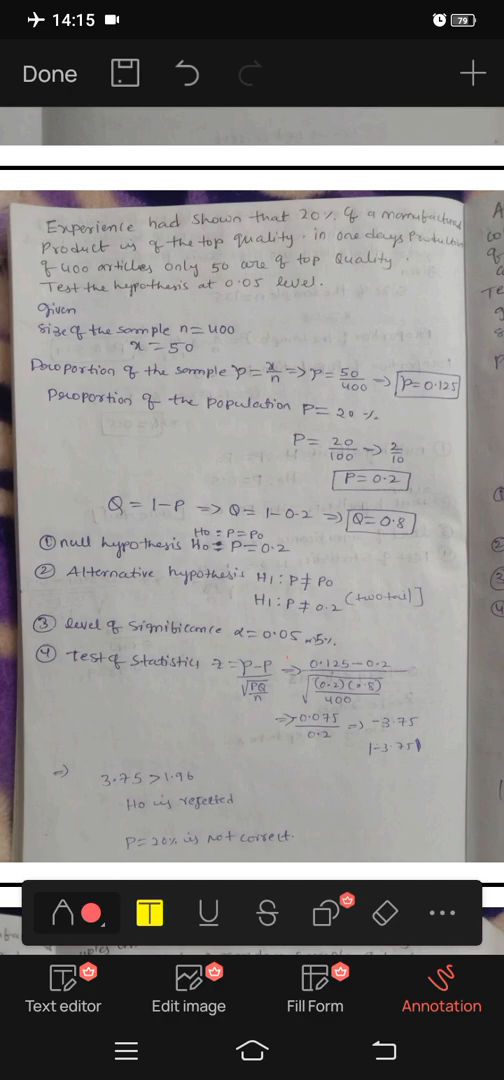 14:15
79
Done
Experience had shown that 20% of a manufactured
Product is of the top quality. in one days Production
of 400 articles only 50 are of top Quality.
Test the hypothesis at 0.05 level.
given
size of the sample n=400
x=50
Proportion of the sample p=x/n => p=50/400 => p=0.125
Proportion of the population P= 20%
P= 20/100 -> 2/10
P=0.2
Q=1-P => Q=1-0.2 => Q=0.8
H0 = P=P0
① null hypothesis H0 = P=0.2
② Alternative hypothesis H1:P≠P0
H1:P≠0.2 (two tail]
③ level of Significance α=0.05 5%.
④ Test of Statistics z=p-P/√PQ/n => 0.125-0.2/√(0.2)(0.8)/400
=> 0.075/0.2 => -3.75
|-3.75|
=> 3.75>1.96
H0 is rejected
P=20% is not correct.
T
U
S
Text editor
Edit image
Fill Form
Annotation